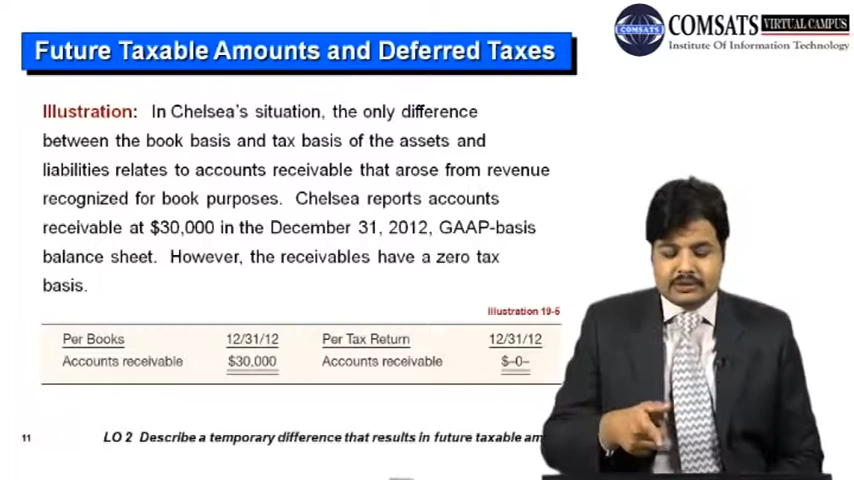 COMSATS VIRTUAL CAMPUS
COMSATS
Institute Of Information Technology
Future Taxable Amounts and Deferred Taxes
Illustration: In Chelsea's situation, the only difference
between the book basis and tax basis of the assets and
liabilities relates to accounts receivable that arose from revenue
recognized for book purposes. Chelsea reports accounts
receivable at $30,000 in the December 31, 2012, GAAP-basis
balance sheet. However, the receivables have a zero tax
basis.
Illustration 19-5
Per Books 12/31/12 Per Tax Return 12/31/12
Accounts receivable $30,000 Accounts receivable $–0–
11 LO 2 Describe a temporary difference that results in future taxable am